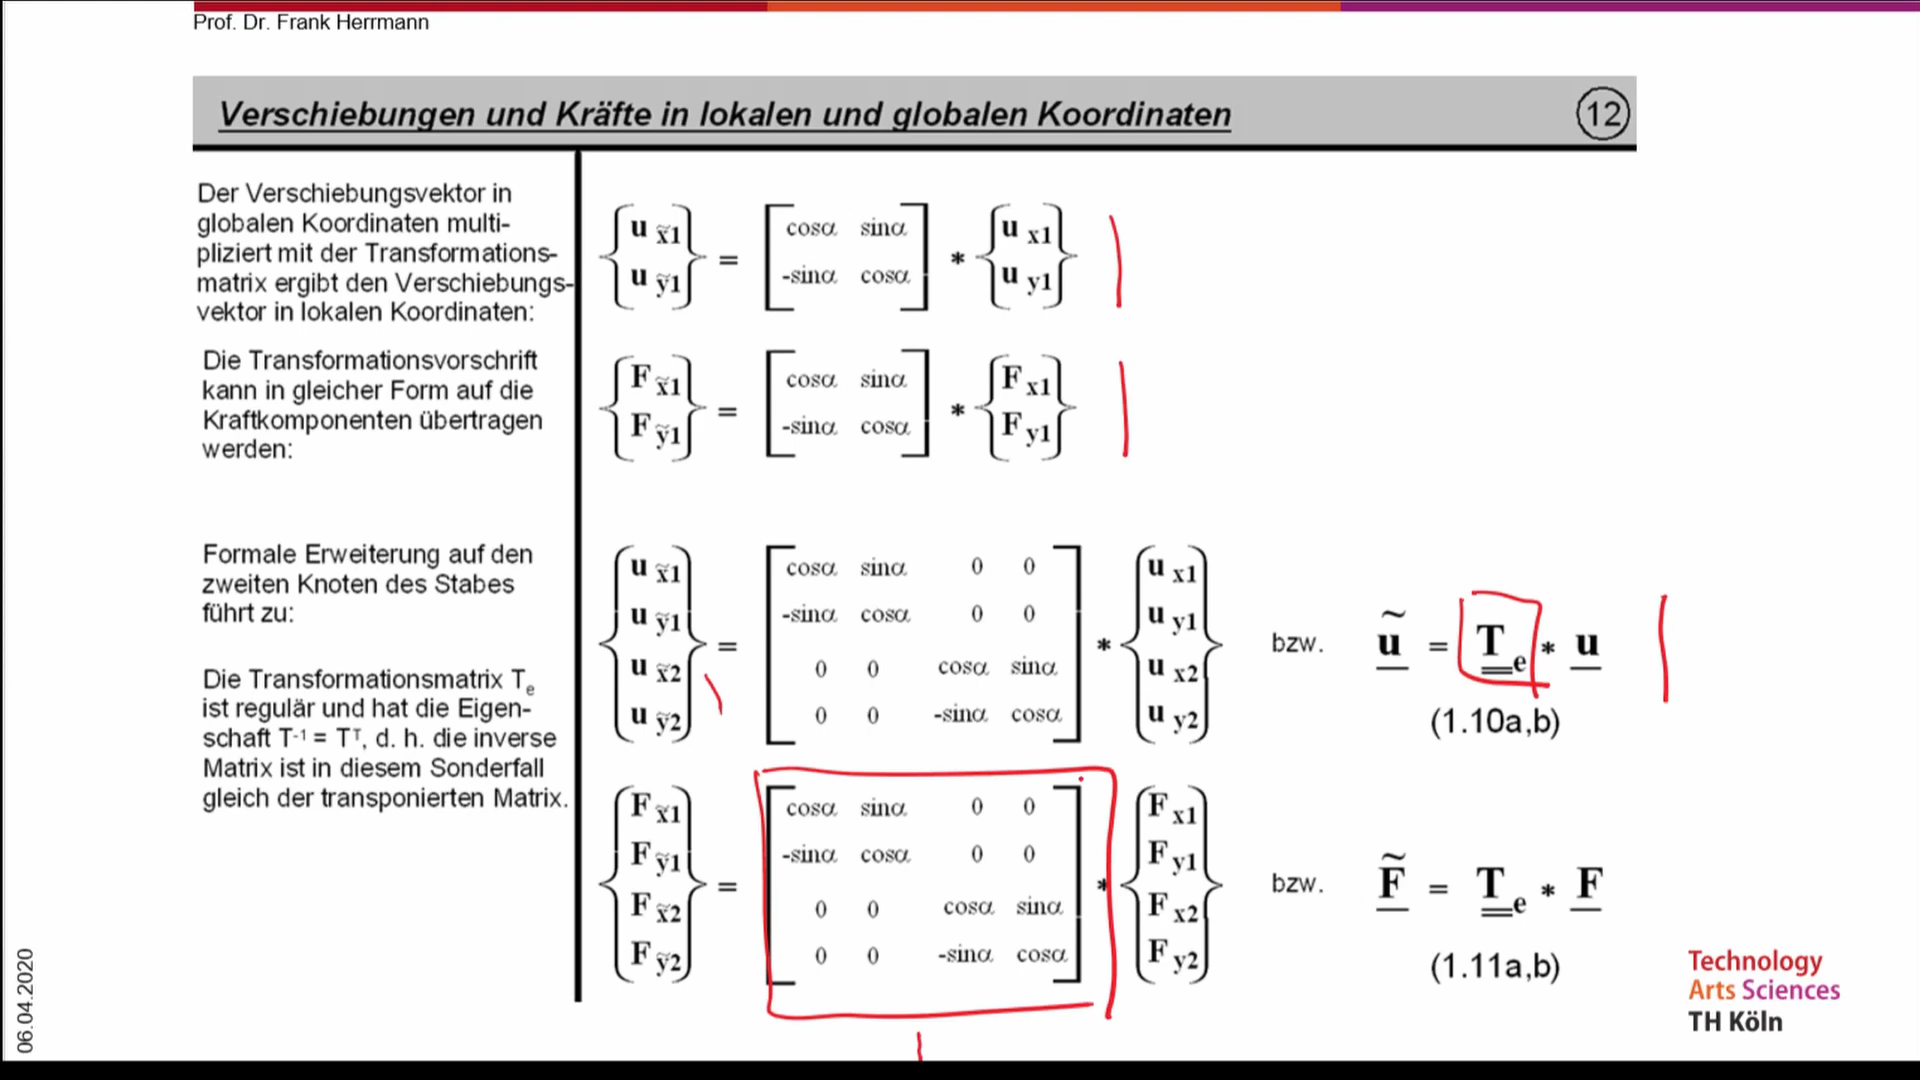 Prof. Dr. Frank Herrmann
Verschiebungen und Kräfte in lokalen und globalen Koordinaten
12
Der Verschiebungsvektor in
globalen Koordinaten multi-
pliziert mit der Transformations-
matrix ergibt den Verschiebungs-
vektor in lokalen Koordinaten:
u x̃1 = cosα sinα * u x1
u ỹ1 -sinα cosα u y1
Die Transformationsvorschrift
kann in gleicher Form auf die
Kraftkomponenten übertragen
werden:
F x̃1 = cosα sinα * F x1
F ỹ1 -sinα cosα F y1
Formale Erweiterung auf den
zweiten Knoten des Stabes
führt zu:
u x̃1 cosα sinα 0 0 u x1
u ỹ1 -sinα cosα 0 0 u y1
= * bzw. ũ = T e * u
u x̃2 0 0 cosα sinα u x2
u ỹ2 0 0 -sinα cosα u y2
(1.10a,b)
Die Transformationsmatrix Te
ist regulär und hat die Eigen-
schaft T⁻¹ = Tᵀ, d. h. die inverse
Matrix ist in diesem Sonderfall
gleich der transponierten Matrix.
F x̃1 cosα sinα 0 0 F x1
F ỹ1 -sinα cosα 0 0 F y1
= * bzw. F̃ = T e * F
F x̃2 0 0 cosα sinα F x2
F ỹ2 0 0 -sinα cosα F y2
(1.11a,b)
06.04.2020
Technology
Arts Sciences
TH Köln